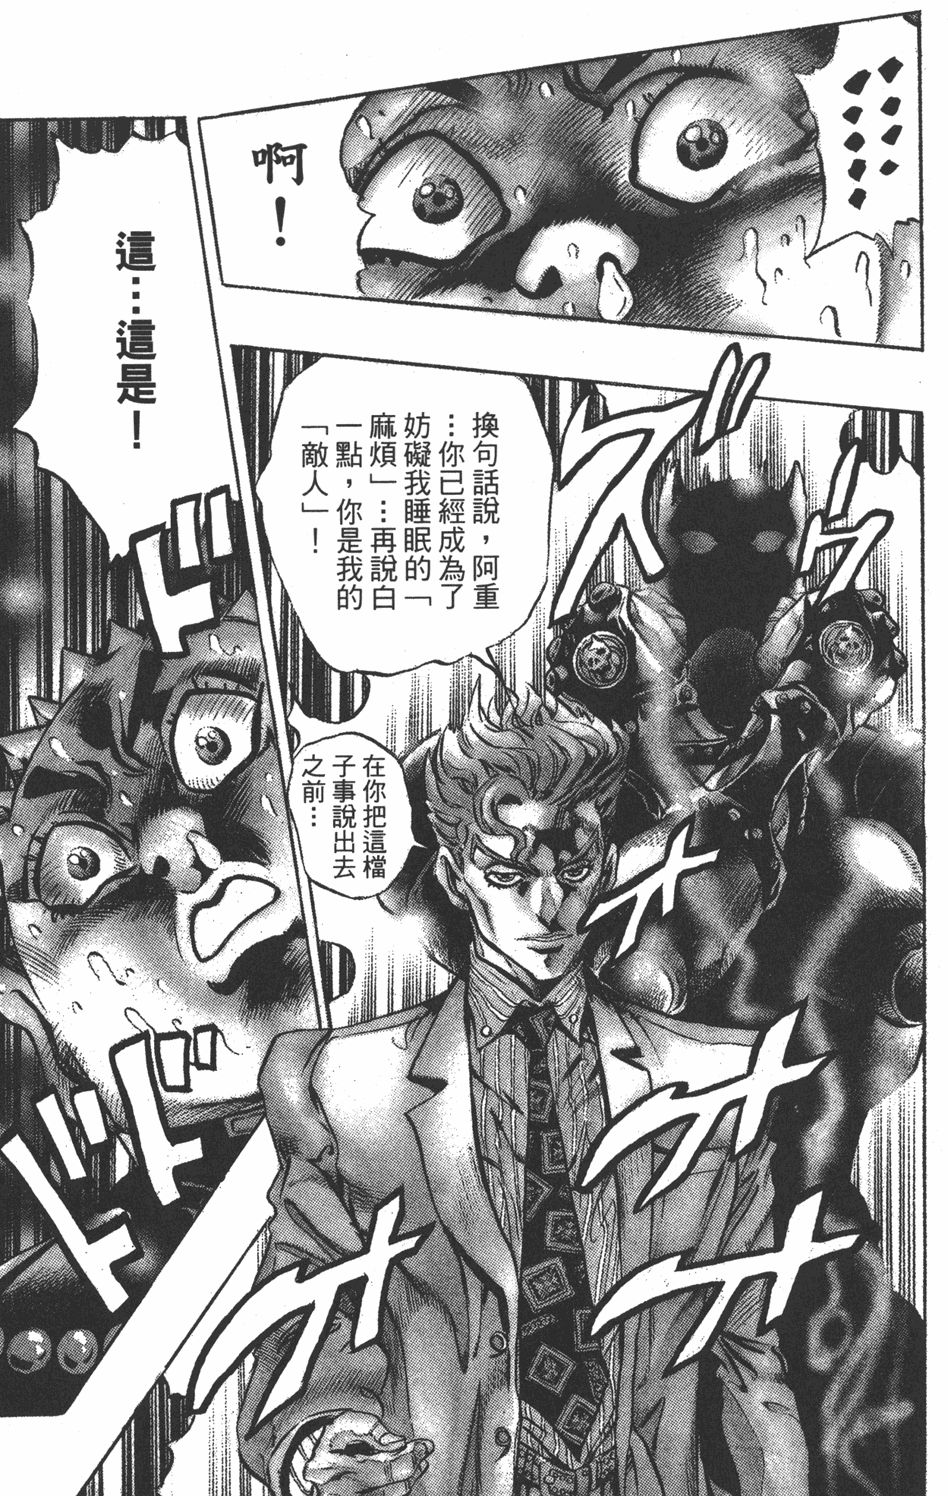 啊！
換句話說，阿重
…你已經成為了
妨礙我睡眠的「
麻煩」…再說白
一點，你是我的
「敵人」！
在你把這檔
子事說出去
之前…
這…這是！
ズ
ズ
ッ
オ
オ
オ
オ
オ
オ
ド
ド
ド
ド